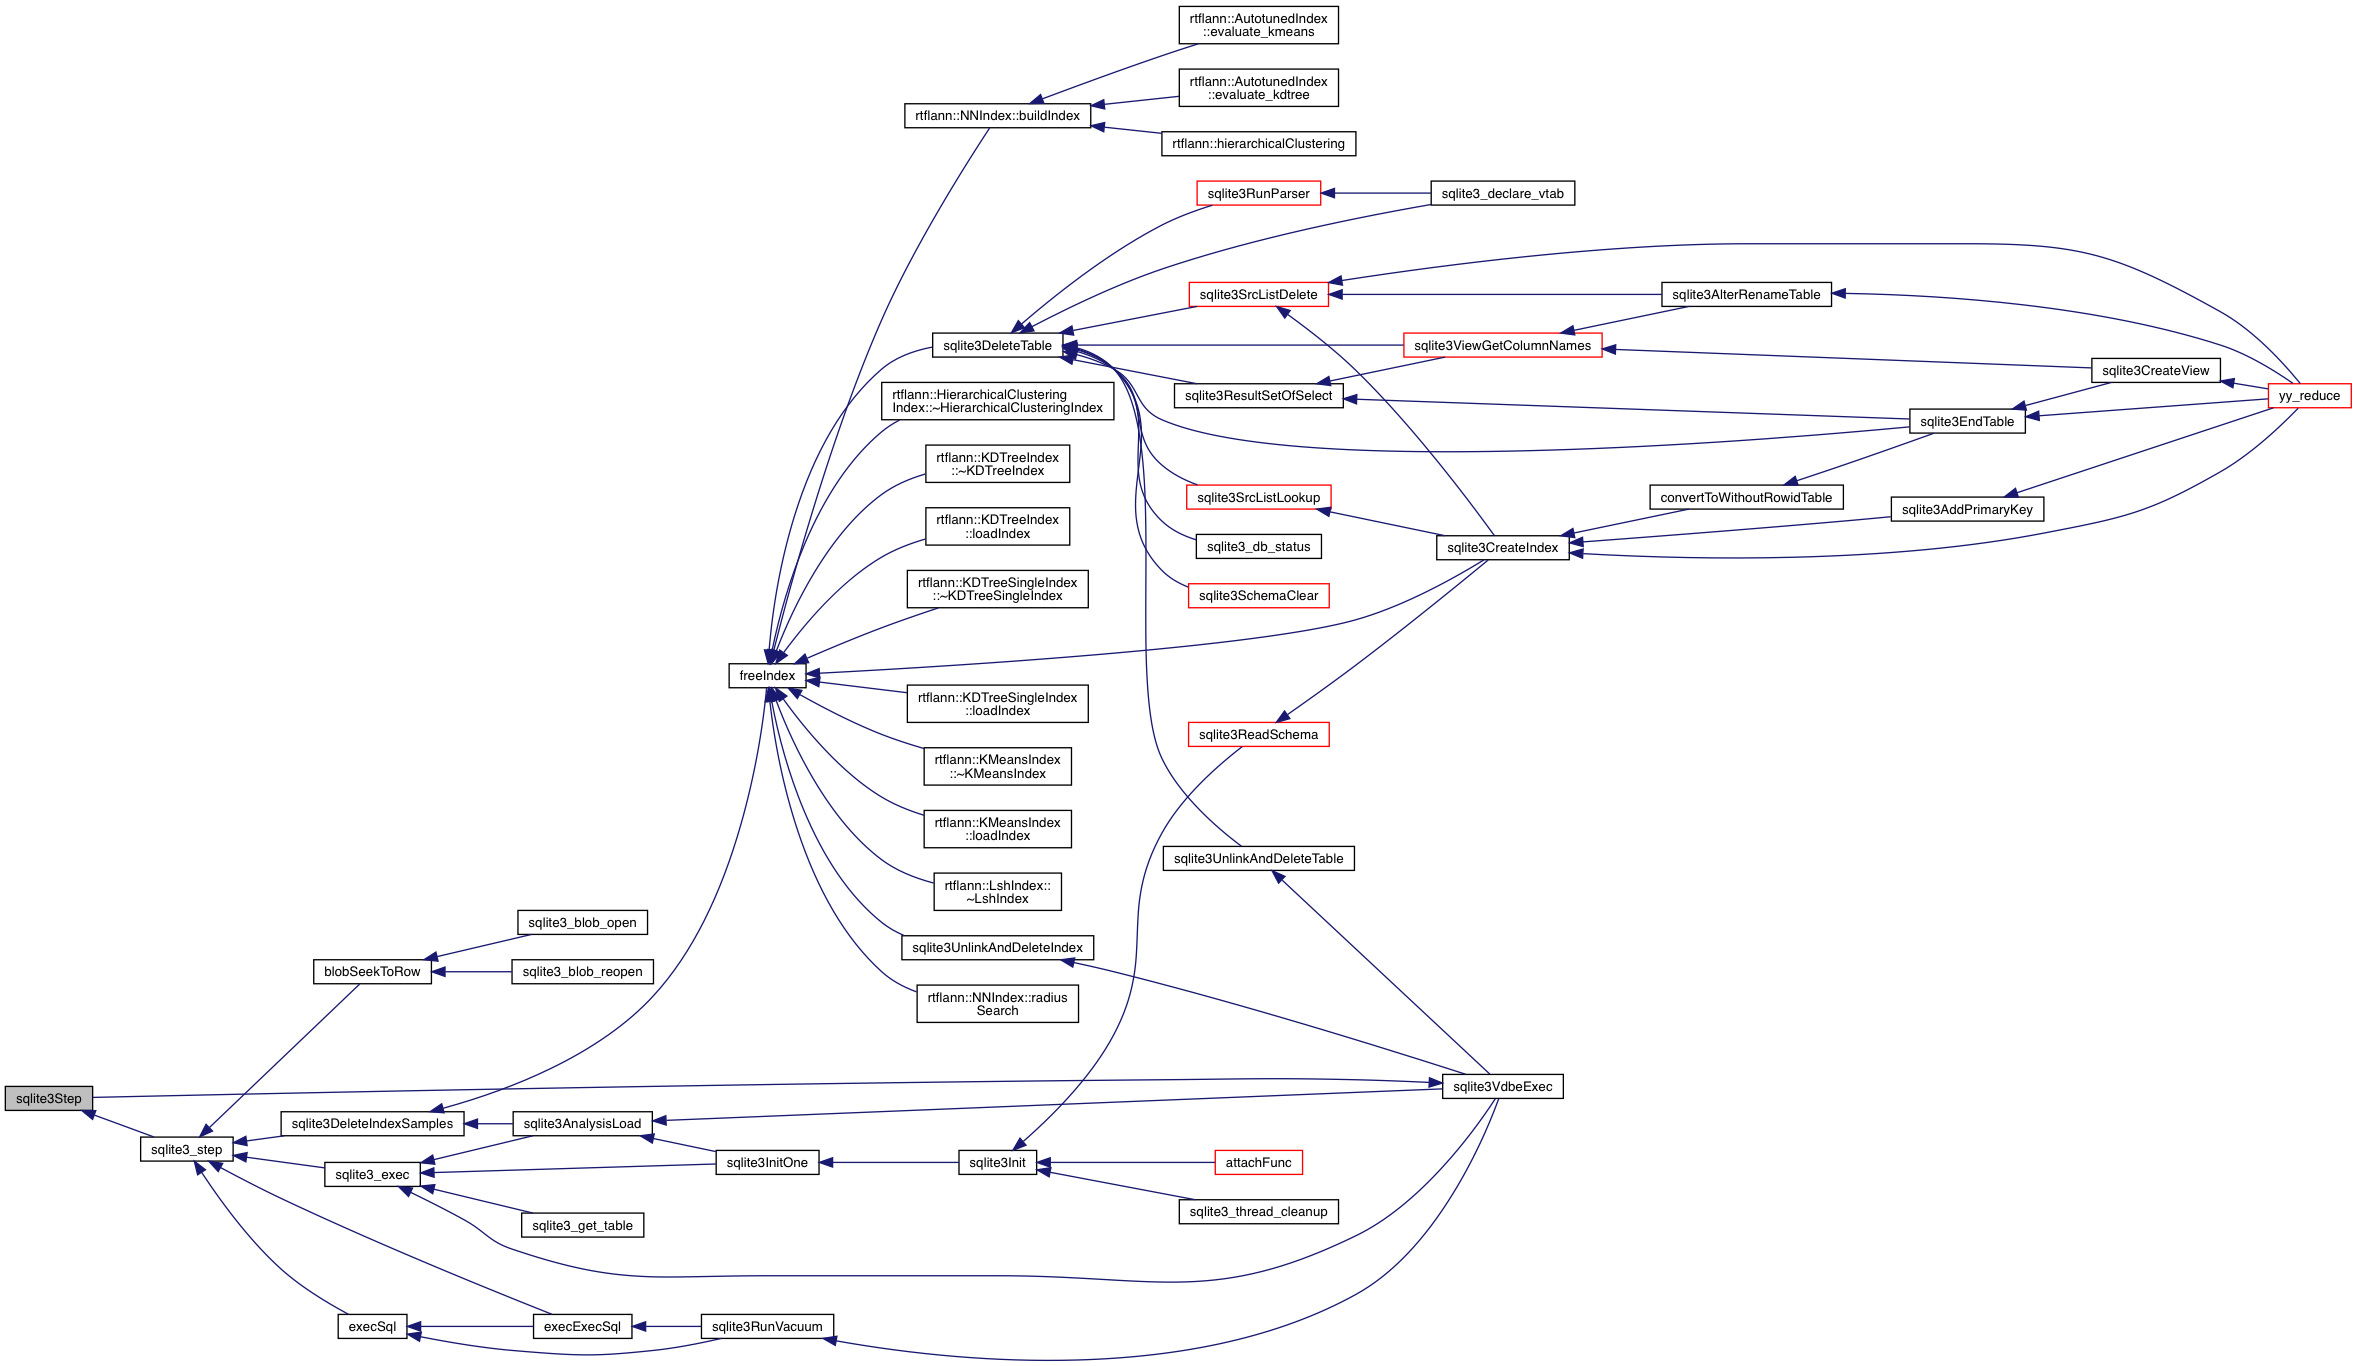 rtflann::AutotunedIndex
::evaluate_kmeans
rtflann::AutotunedIndex
::evaluate_kdtree
rtflann::NNIndex::buildIndex
rtflann::hierarchicalClustering
sqlite3RunParser
sqlite3_declare_vtab
sqlite3SrcListDelete
sqlite3AlterRenameTable
sqlite3DeleteTable
sqlite3ViewGetColumnNames
sqlite3CreateView
sqlite3ResultSetOfSelect
yy_reduce
rtflann::HierarchicalClustering
Index::~HierarchicalClusteringIndex
sqlite3EndTable
rtflann::KDTreeIndex
::~KDTreeIndex
sqlite3SrcListLookup
convertToWithoutRowidTable
sqlite3AddPrimaryKey
rtflann::KDTreeIndex
::loadIndex
sqlite3_db_status
sqlite3CreateIndex
rtflann::KDTreeSingleIndex
::~KDTreeSingleIndex
sqlite3SchemaClear
freeIndex
rtflann::KDTreeSingleIndex
::loadIndex
sqlite3ReadSchema
rtflann::KMeansIndex
::~KMeansIndex
rtflann::KMeansIndex
::loadIndex
sqlite3UnlinkAndDeleteTable
rtflann::LshIndex::
~LshIndex
sqlite3_blob_open
sqlite3UnlinkAndDeleteIndex
blobSeekToRow
sqlite3_blob_reopen
rtflann::NNIndex::radius
Search
sqlite3VdbeExec
sqlite3Step
sqlite3DeleteIndexSamples
sqlite3AnalysisLoad
sqlite3_step
sqlite3_exec
sqlite3InitOne
sqlite3Init
attachFunc
sqlite3_get_table
sqlite3_thread_cleanup
execSql
execExecSql
sqlite3RunVacuum